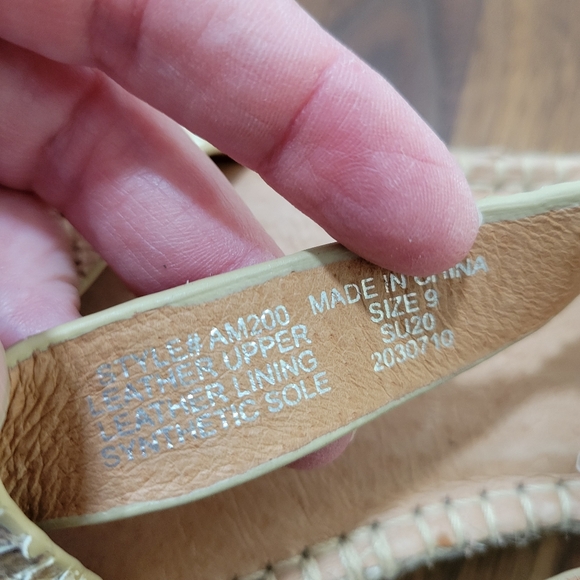 STYLE# AM200
LEATHER UPPER
LEATHER LINING
SYNTHETIC SOLE
MADE IN CHINA
SIZE 9
SU20
2030710